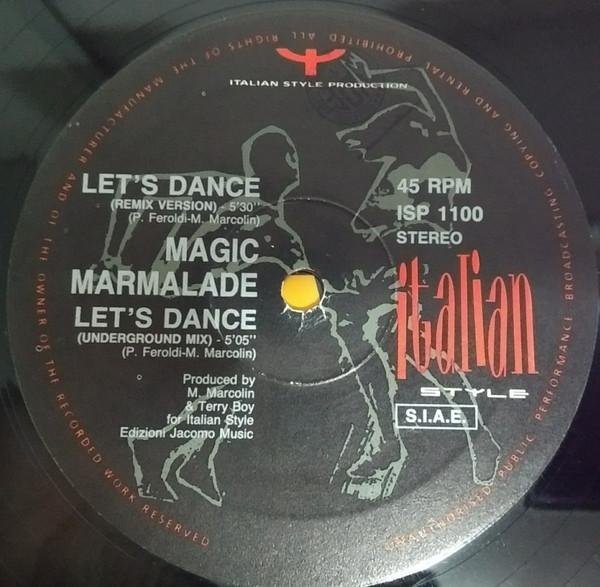 ALL RIGHTS OF THE MANUFACTURER AND OF THE OWNER OF THE RECORDED WORK RESERVED
UNAUTHORISED PUBLIC PERFORMANCE BROADCASTING COPYING AND RENTAL PROHIBITED
ITALIAN STYLE PRODUCTION
LET'S DANCE
(REMIX VERSION) - 5'30"
(P. Feroldi-M. Marcolin)
MAGIC
MARMALADE
LET'S DANCE
(UNDERGROUND MIX) - 5'05"
(P. Feroldi-M. Marcolin)
Produced by
M. Marcolin
& Terry Boy
for Italian Style
Edizioni Jacomo Music
45 RPM
ISP 1100
STEREO
italian
STYLE
S.I.A.E.